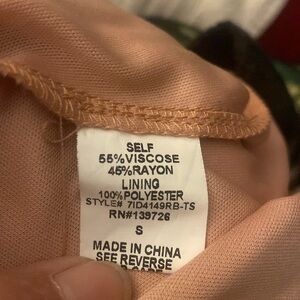 SELF
55%VISCOSE
45%RAYON
LINING
100%POLYESTER
STYLE# 7ID4149RB-TS
RN#139726
S
MADE IN CHINA
SEE REVERSE